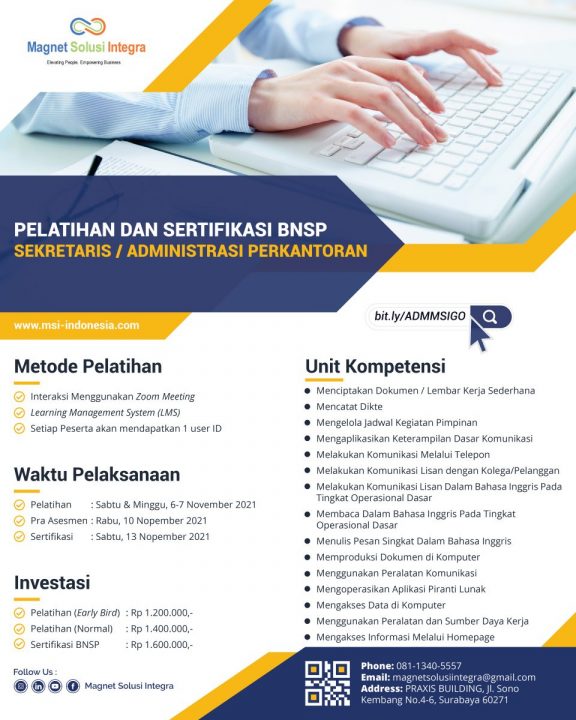 Magnet Solusi Integra
Elevating People. Empowering Business
PELATIHAN DAN SERTIFIKASI BNSP
SEKRETARIS / ADMINISTRASI PERKANTORAN
www.msi-indonesia.com
bit.ly/ADMMSIGO
Metode Pelatihan
Interaksi Menggunakan Zoom Meeting
Learning Management System (LMS)
Setiap Peserta akan mendapatkan 1 user ID
Waktu Pelaksanaan
Pelatihan : Sabtu & Minggu, 6-7 November 2021
Pra Asesmen : Rabu, 10 Nopember 2021
Sertifikasi : Sabtu, 13 Nopember 2021
Investasi
Pelatihan (Early Bird) : Rp 1.200.000,-
Pelatihan (Normal) : Rp 1.400.000,-
Sertifikasi BNSP : Rp 1.600.000,-
Follow Us :
Magnet Solusi Integra
Unit Kompetensi
Menciptakan Dokumen / Lembar Kerja Sederhana
Mencatat Dikte
Mengelola Jadwal Kegiatan Pimpinan
Mengaplikasikan Keterampilan Dasar Komunikasi
Melakukan Komunikasi Melalui Telepon
Melakukan Komunikasi Lisan dengan Kolega/Pelanggan
Melakukan Komunikasi Lisan Dalam Bahasa Inggris Pada
Tingkat Operasional Dasar
Membaca Dalam Bahasa Inggris Pada Tingkat
Operasional Dasar
Menulis Pesan Singkat Dalam Bahasa Inggris
Memproduksi Dokumen di Komputer
Menggunakan Peralatan Komunikasi
Mengoperasikan Aplikasi Piranti Lunak
Mengakses Data di Komputer
Menggunakan Peralatan dan Sumber Daya Kerja
Mengakses Informasi Melalui Homepage
Phone: 081-1340-5557
Email: magnetsolusiintegra@gmail.com
Address: PRAXIS BUILDING, Jl. Sono
Kembang No.4-6, Surabaya 60271